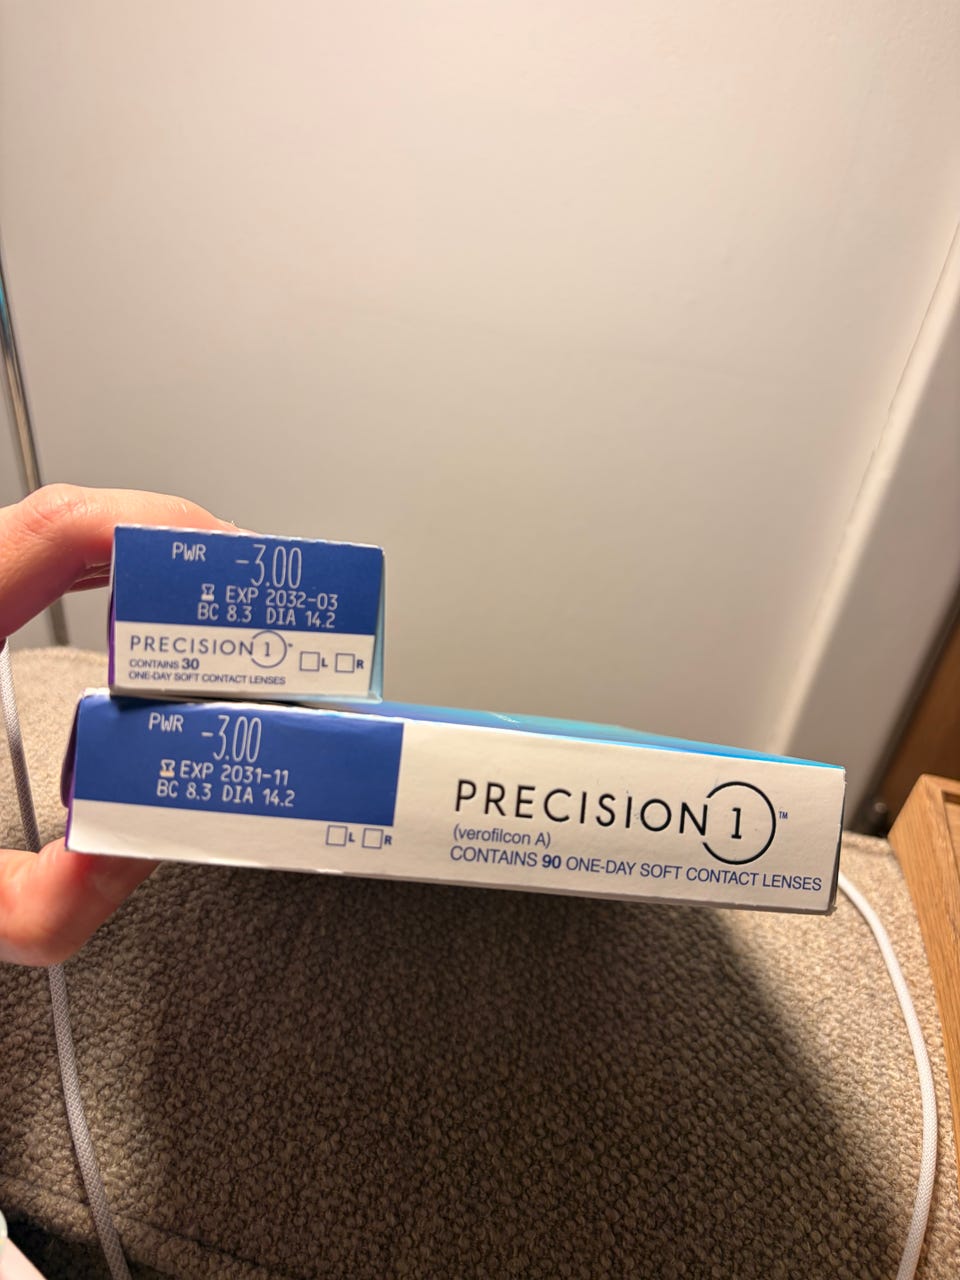 PWR -3.00
EXP 2032-03
BC 8.3 DIA 14.2
PRECISION 1™
CONTAINS 30
ONE-DAY SOFT CONTACT LENSES
L R
PWR -3.00
EXP 2031-11
BC 8.3 DIA 14.2
L R
PRECISION 1™
(verofilcon A)
CONTAINS 90 ONE-DAY SOFT CONTACT LENSES